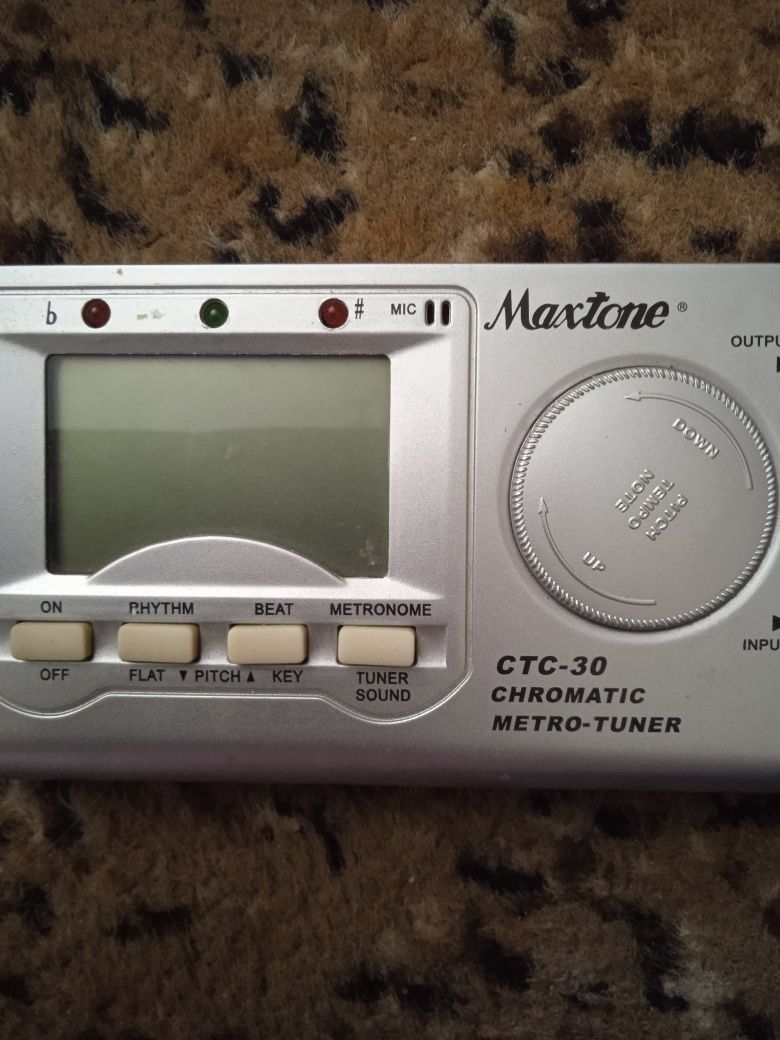 b # MIC
Maxtone ®
OUTPU
DOWN
PITCH
TEMPO
NOTE
UP
ON RHYTHM BEAT METRONOME
OFF FLAT ▼ PITCH ▲ KEY TUNER
SOUND
INPU
CTC-30
CHROMATIC
METRO-TUNER